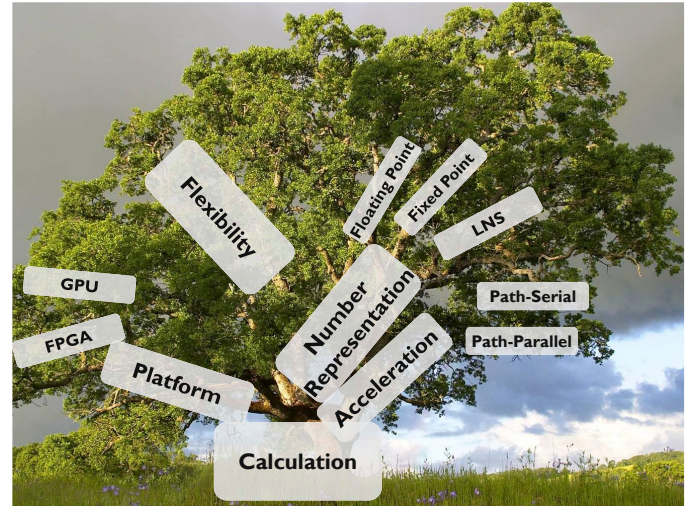 Floating Point
Fixed Point
Flexibility
LNS
GPU
Path-Serial
Number
Representation
FPGA
Path-Parallel
Platform
Acceleration
Calculation